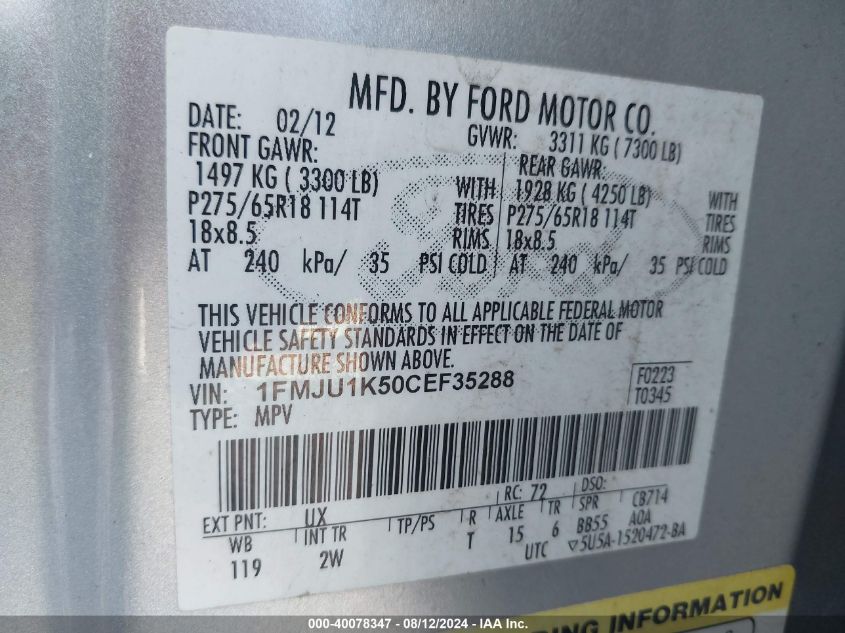 MFD. BY FORD MOTOR CO.
DATE: 02/12 GVWR: 3311 KG ( 7300 LB)
FRONT GAWR: REAR GAWR:
1497 KG ( 3300 LB) WITH 1928 KG ( 4250 LB) WITH
P275/65R18 114T TIRES P275/65R18 114T TIRES
18x8.5 RIMS 18x8.5 RIMS
AT 240 kPa/ 35 PSI COLD AT 240 kPa/ 35 PSI COLD
THIS VEHICLE CONFORMS TO ALL APPLICABLE FEDERAL MOTOR
VEHICLE SAFETY STANDARDS IN EFFECT ON THE DATE OF
MANUFACTURE SHOWN ABOVE.
VIN: 1FMJU1K50CEF35288 F0223
TYPE: MPV T0345
EXT PNT: UX RC: 72 DSO: CB714
WB INT TR TP/PS R AXLE TR SPR A0A
119 2W T 15 6 BB55
UTC ▽5U5A-1520472-BA
ING INFORMATION
000-40078347 - 08/12/2024 - IAA Inc.